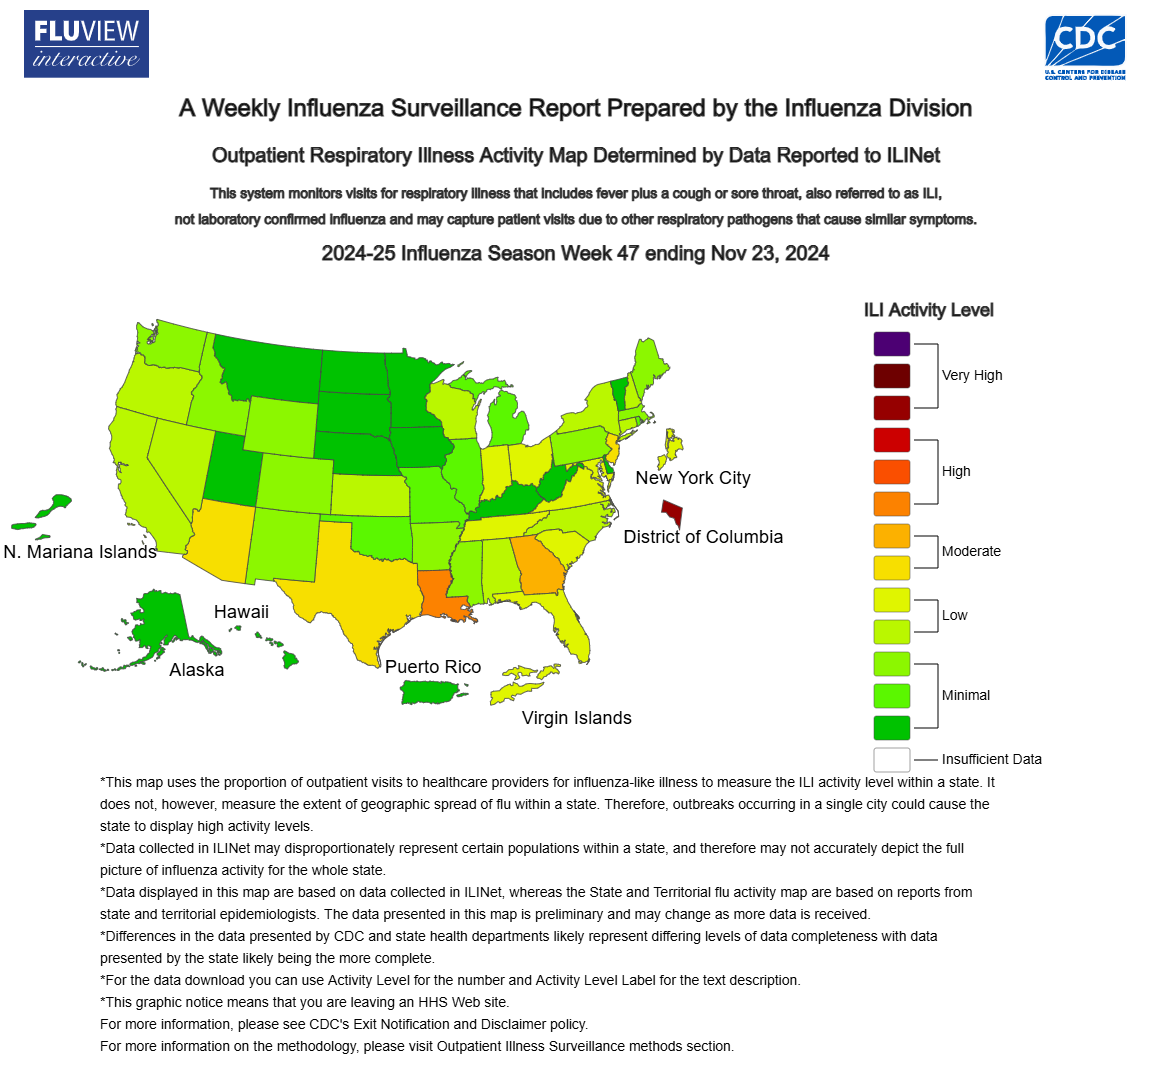 FLUVIEW
interactive
CDC
U.S. CENTERS FOR DISEASE
CONTROL AND PREVENTION
A Weekly Influenza Surveillance Report Prepared by the Influenza Division
Outpatient Respiratory Illness Activity Map Determined by Data Reported to ILINet
This system monitors visits for respiratory illness that includes fever plus a cough or sore throat, also referred to as ILI,
not laboratory confirmed influenza and may capture patient visits due to other respiratory pathogens that cause similar symptoms.
2024-25 Influenza Season Week 47 ending Nov 23, 2024
ILI Activity Level
Very High
High
Moderate
Low
Minimal
Insufficient Data
New York City
District of Columbia
N. Mariana Islands
Hawaii
Alaska
Puerto Rico
Virgin Islands
*This map uses the proportion of outpatient visits to healthcare providers for influenza-like illness to measure the ILI activity level within a state. It
does not, however, measure the extent of geographic spread of flu within a state. Therefore, outbreaks occurring in a single city could cause the
state to display high activity levels.
*Data collected in ILINet may disproportionately represent certain populations within a state, and therefore may not accurately depict the full
picture of influenza activity for the whole state.
*Data displayed in this map are based on data collected in ILINet, whereas the State and Territorial flu activity map are based on reports from
state and territorial epidemiologists. The data presented in this map is preliminary and may change as more data is received.
*Differences in the data presented by CDC and state health departments likely represent differing levels of data completeness with data
presented by the state likely being the more complete.
*For the data download you can use Activity Level for the number and Activity Level Label for the text description.
*This graphic notice means that you are leaving an HHS Web site.
For more information, please see CDC's Exit Notification and Disclaimer policy.
For more information on the methodology, please visit Outpatient Illness Surveillance methods section.